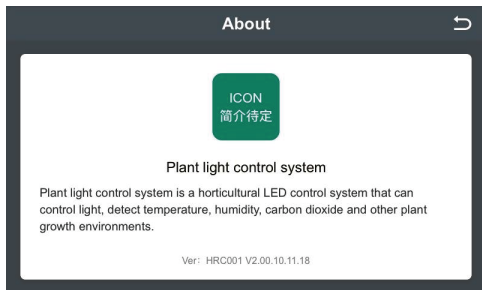 About
ICON
简介待定
Plant light control system
Plant light control system is a horticultural LED control system that can
control light, detect temperature, humidity, carbon dioxide and other plant
growth environments.
Ver: HRC001 V2.00.10.11.18